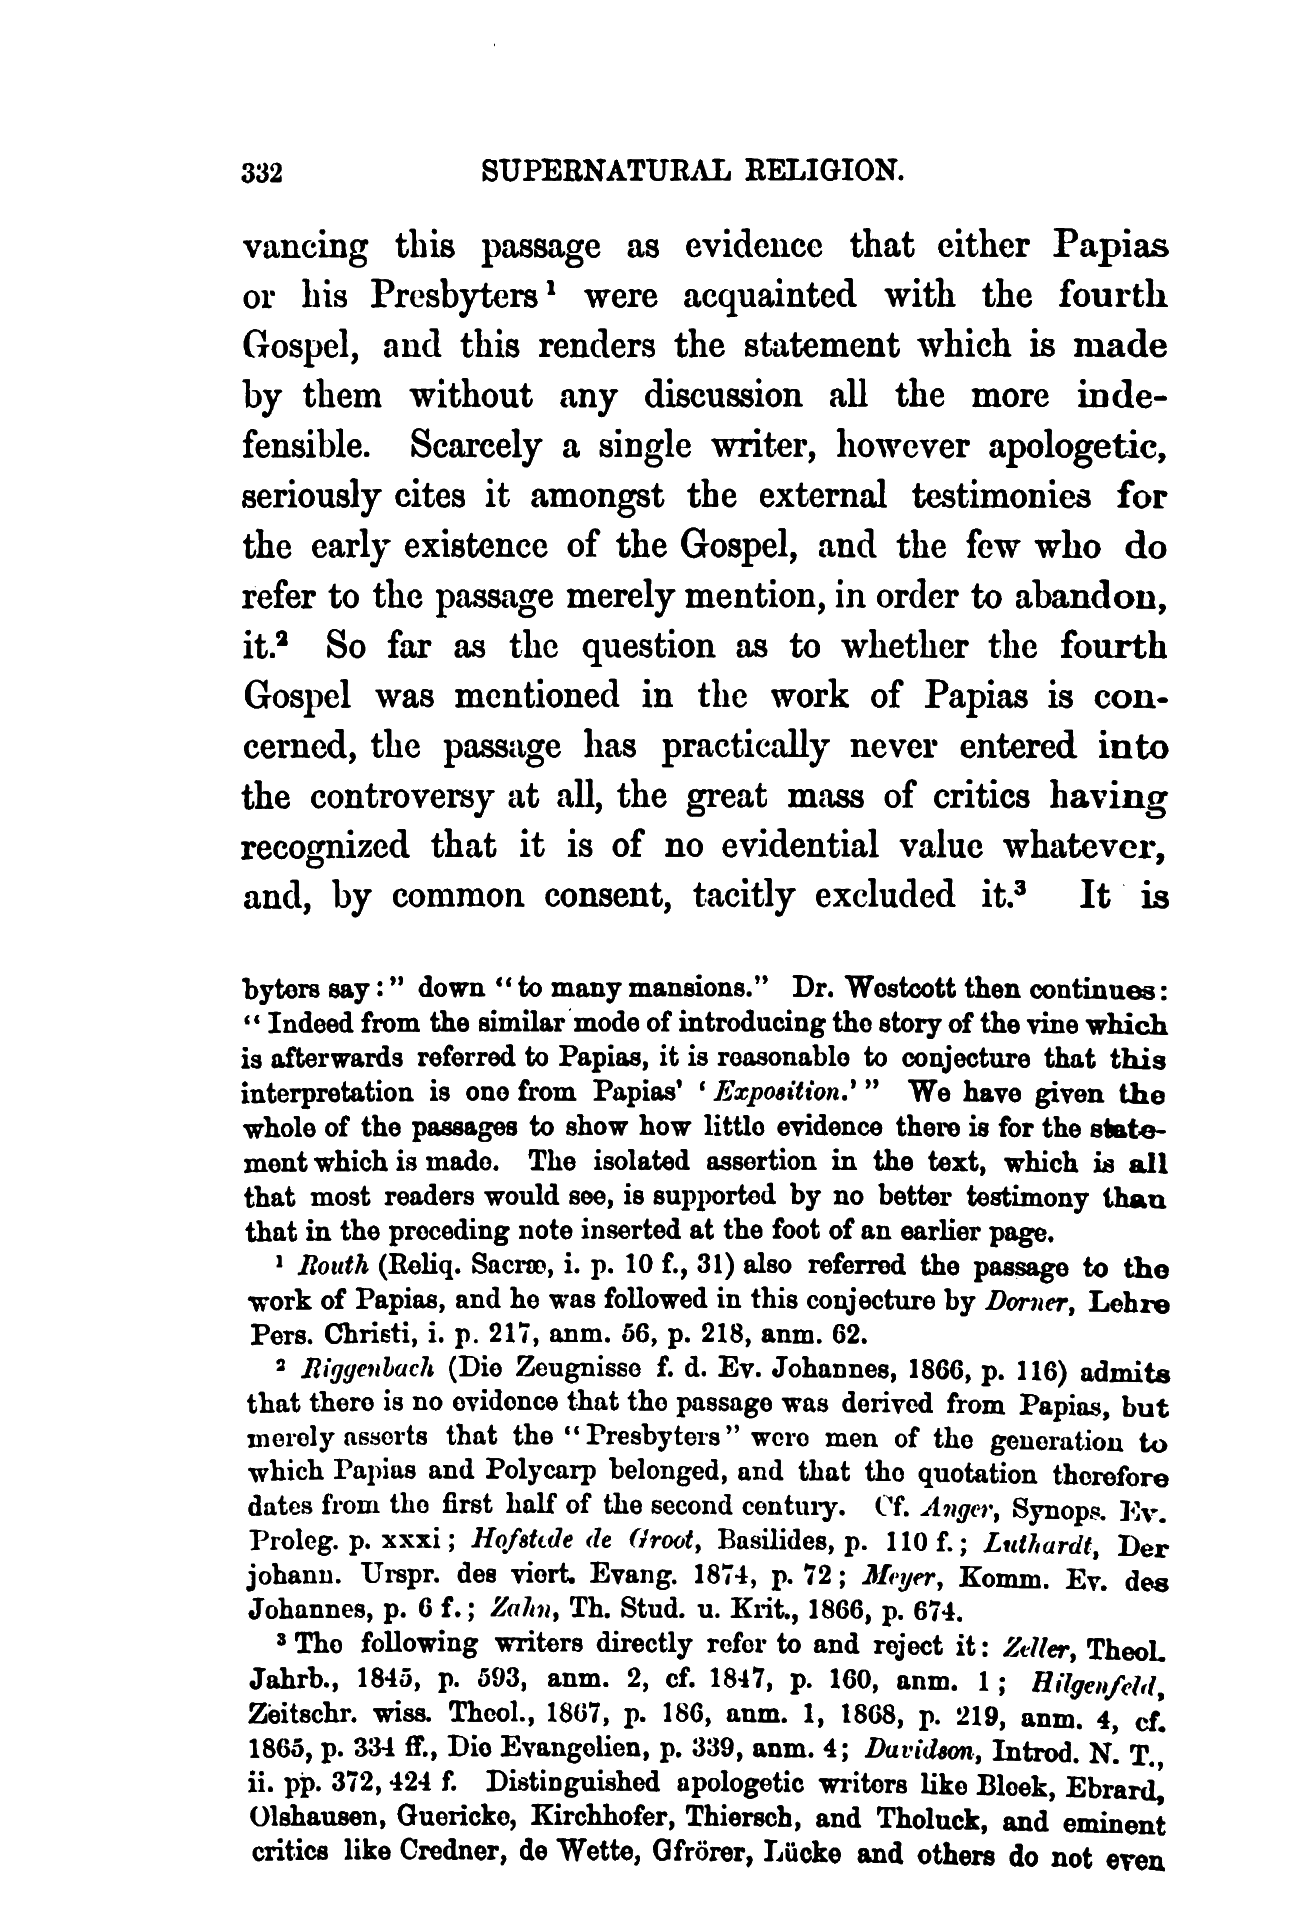 332 SUPERNATURAL RELIGION.
vancing this passage as evidence that either Papias
or his Presbyters¹ were acquainted with the fourth
Gospel, and this renders the statement which is made
by them without any discussion all the more inde-
fensible. Scarcely a single writer, however apologetic,
seriously cites it amongst the external testimonies for
the early existence of the Gospel, and the few who do
refer to the passage merely mention, in order to abandon,
it.² So far as the question as to whether the fourth
Gospel was mentioned in the work of Papias is con-
cerned, the passage has practically never entered into
the controversy at all, the great mass of critics having
recognized that it is of no evidential value whatever,
and, by common consent, tacitly excluded it.³ It is
byters say:" down "to many mansions." Dr. Westcott then continues:
"Indeed from the similar mode of introducing the story of the vine which
is afterwards referred to Papias, it is reasonable to conjecture that this
interpretation is one from Papias' 'Exposition.'" We have given the
whole of the passages to show how little evidence there is for the state-
ment which is made. The isolated assertion in the text, which is all
that most readers would see, is supported by no better testimony than
that in the preceding note inserted at the foot of an earlier page.
¹ Routh (Reliq. Sacræ, i. p. 10 f., 31) also referred the passage to the
work of Papias, and he was followed in this conjecture by Dorner, Lehre
Pers. Christi, i. p. 217, anm. 56, p. 218, anm. 62.
² Riggenbach (Die Zeugnisse f. d. Ev. Johannes, 1866, p. 116) admits
that there is no evidence that the passage was derived from Papias, but
merely asserts that the "Presbyters" were men of the generation to
which Papias and Polycarp belonged, and that the quotation therefore
dates from the first half of the second century. Cf. Anger, Synops. Ev.
Proleg. p. xxxi; Hofstede de Groot, Basilides, p. 110 f.; Luthardt, Der
johann. Urspr. des viert. Evang. 1874, p. 72; Meyer, Komm. Ev. des
Johannes, p. 6 f.; Zahn, Th. Stud. u. Krit., 1866, p. 674.
³ The following writers directly refer to and reject it: Zeller, Theol.
Jahrb., 1845, p. 593, anm. 2, cf. 1847, p. 160, anm. 1; Hilgenfeld,
Zeitschr. wiss. Theol., 1867, p. 186, anm. 1, 1868, p. 219, anm. 4, cf.
1865, p. 334 ff., Die Evangelien, p. 339, anm. 4; Davidson, Introd. N. T.,
ii. pp. 372, 424 f. Distinguished apologetic writers like Bleek, Ebrard,
Olshausen, Guericke, Kirchhofer, Thiersch, and Tholuck, and eminent
critics like Credner, de Wette, Gfrörer, Lücke and others do not even